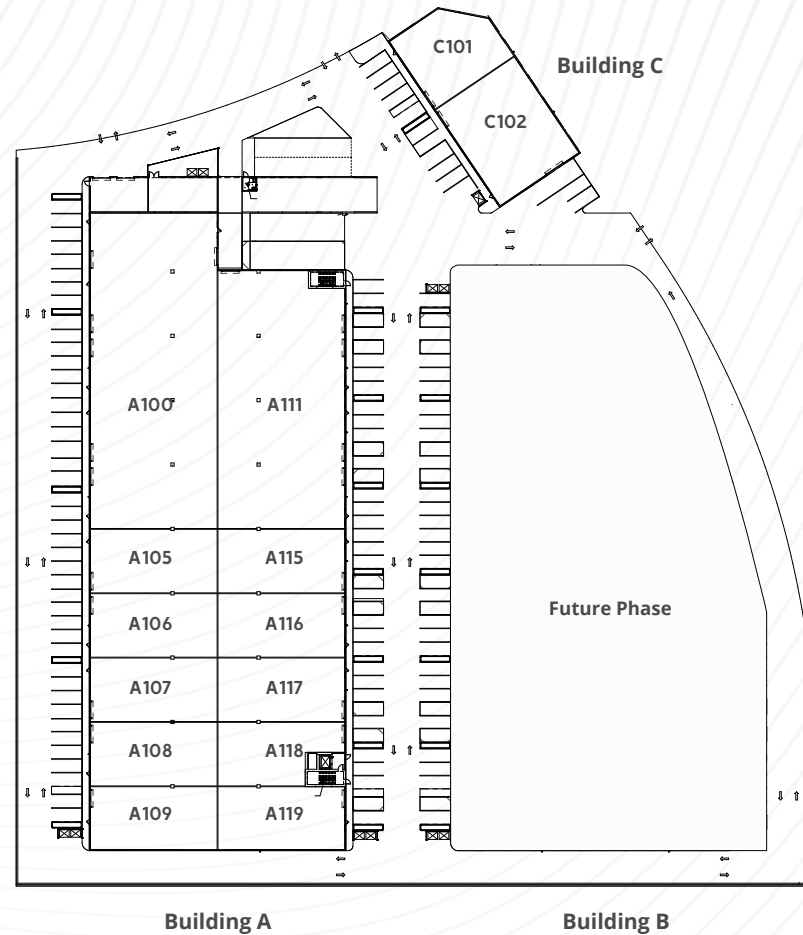 C101
Building C
C102
A100
A111
A105
A115
A106
A116
Future Phase
A107
A117
A108
A118
A109
A119
Building A
Building B